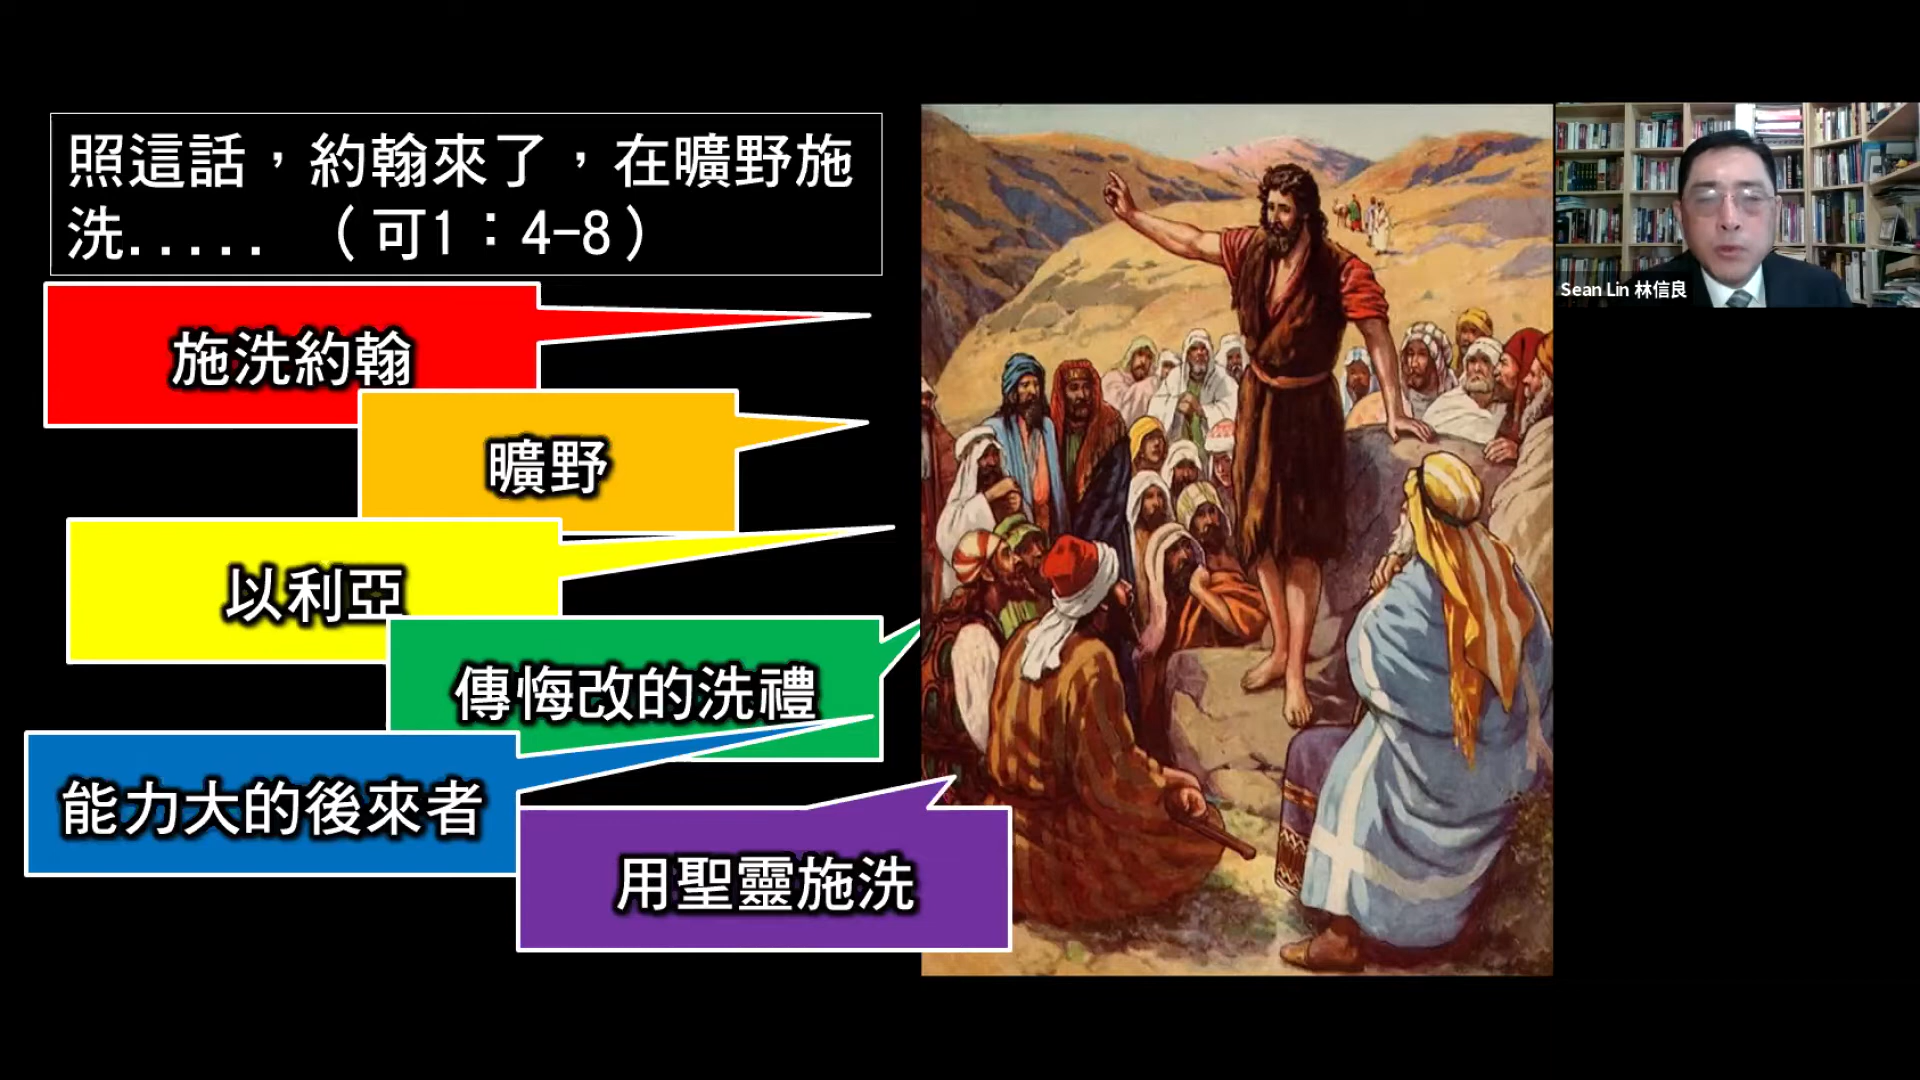 照這話，約翰來了，在曠野施
洗..... （可1：4-8）
施洗約翰
曠野
以利亞
傳悔改的洗禮
能力大的後來者
用聖靈施洗
Sean Lin 林信良